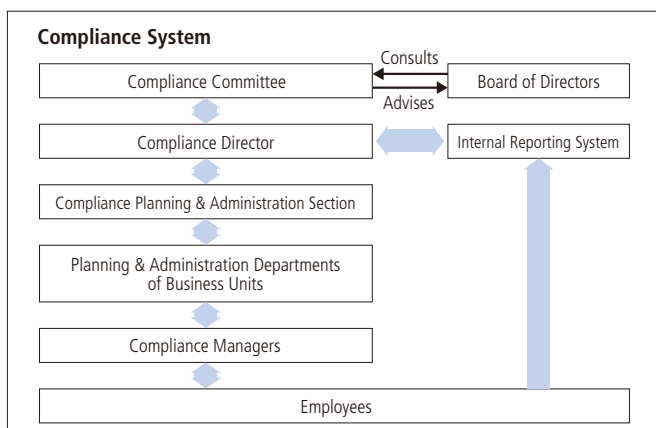 Compliance System
Consults
Compliance Committee
Board of Directors
Advises
Compliance Director
Internal Reporting System
Compliance Planning & Administration Section
Planning & Administration Departments
of Business Units
Compliance Managers
Employees